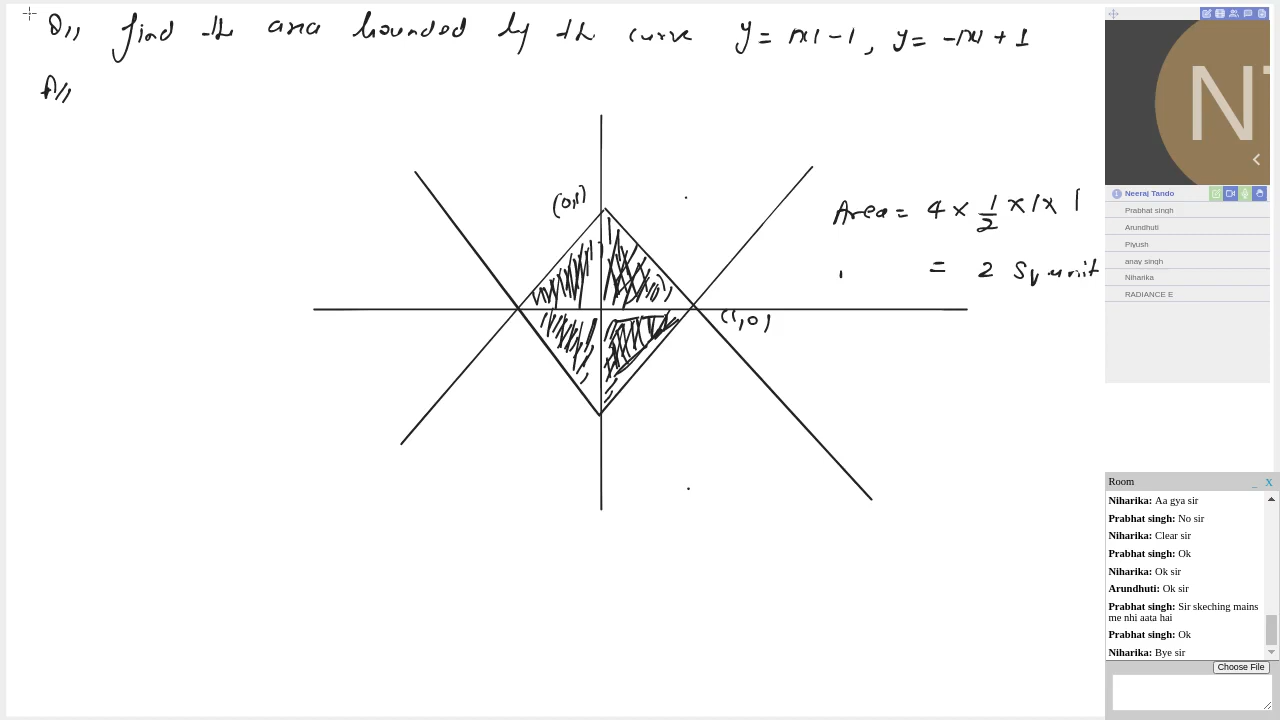 Q,, find the area bounded by the curve y = |x| - 1, y = -|x| + 1
A,,
(0,1)
(1,0)
Area = 4 x 1/2 x 1 x 1
= 2 Sq unit
N
Neeraj Tando
Prabhat singh
Arundhuti
Piyush
anay singh
Niharika
RADIANCE E
Room
_ X
Niharika: Aa gya sir
Prabhat singh: No sir
Niharika: Clear sir
Prabhat singh: Ok
Niharika: Ok sir
Arundhuti: Ok sir
Prabhat singh: Sir skeching mains
me nhi aata hai
Prabhat singh: Ok
Niharika: Bye sir
Choose File